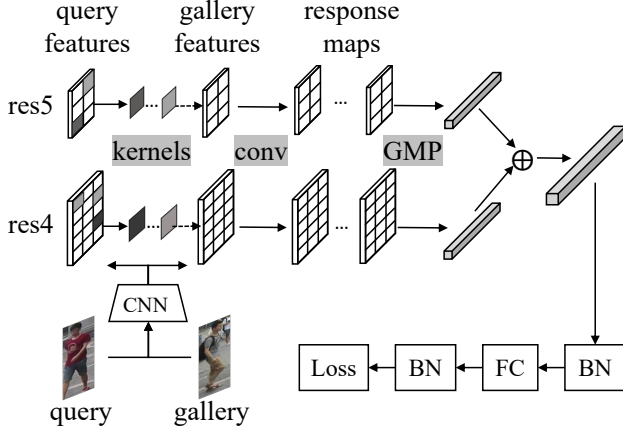 query features
gallery features
response maps
res5
kernels
conv
GMP
res4
CNN
query
gallery
Loss
BN
FC
BN